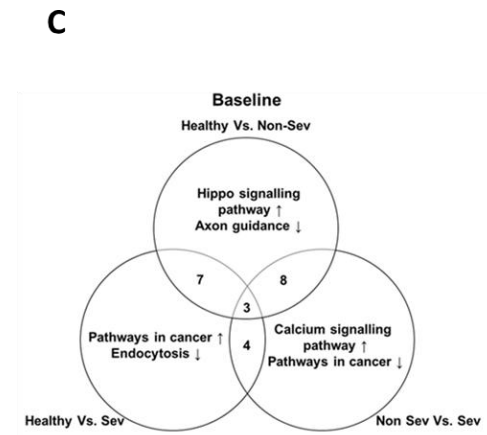 C
Baseline
Healthy Vs. Non-Sev
Hippo signalling
pathway ↑
Axon guidance ↓
7
8
3
Pathways in cancer ↑
Endocytosis ↓
4
Calcium signalling
pathway ↑
Pathways in cancer ↓
Healthy Vs. Sev
Non Sev Vs. Sev